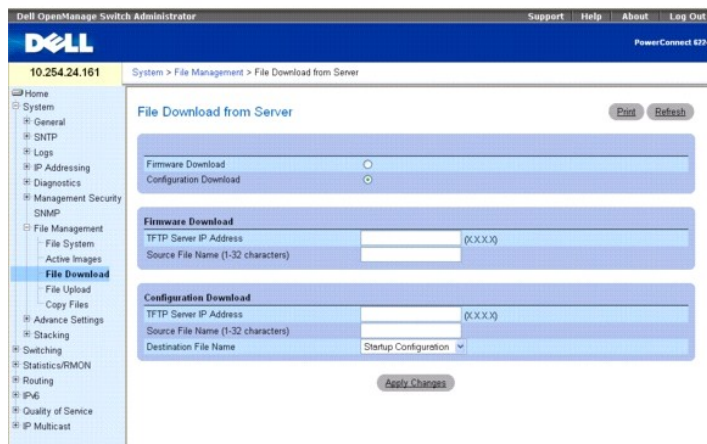 Dell OpenManage Switch Administrator
Support Help About Log Out
DELL
PowerConnect 622
10.254.24.161
System > File Management > File Download from Server
Home
System
General
SNTP
Logs
IP Addressing
Diagnostics
Management Security
SNMP
File Management
File System
Active Images
File Download
File Upload
Copy Files
Advance Settings
Stacking
Switching
Statistics/RMON
Routing
IPv6
Quality of Service
IP Multicast
File Download from Server
Print Refresh
Firmware Download
Configuration Download
Firmware Download
TFTP Server IP Address (X.X.X.X)
Source File Name (1-32 characters)
Configuration Download
TFTP Server IP Address (X.X.X.X)
Source File Name (1-32 characters)
Destination File Name Startup Configuration
Apply Changes